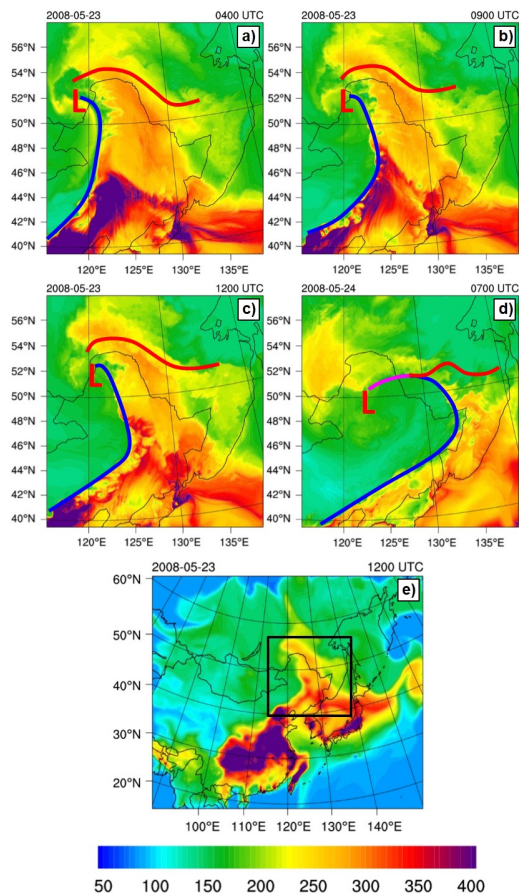 2008-05-23 0400 UTC
a)
58°N
56°N
54°N
52°N
50°N
48°N
46°N
44°N
42°N
40°N
L
120°E 125°E 130°E 135°E
2008-05-23 0900 UTC
b)
56°N
54°N
52°N
50°N
48°N
46°N
44°N
42°N
40°N
L
120°E 125°E 130°E 135°E
2008-05-23 1200 UTC
c)
56°N
54°N
52°N
50°N
48°N
46°N
44°N
42°N
40°N
L
120°E 125°E 130°E 135°E
2008-05-24 0700 UTC
d)
56°N
54°N
52°N
50°N
48°N
46°N
44°N
42°N
40°N
L
120°E 125°E 130°E 135°E
2008-05-23 1200 UTC
e)
60°N
50°N
40°N
30°N
20°N
100°E 110°E 120°E 130°E 140°E
50 100 150 200 250 300 350 400